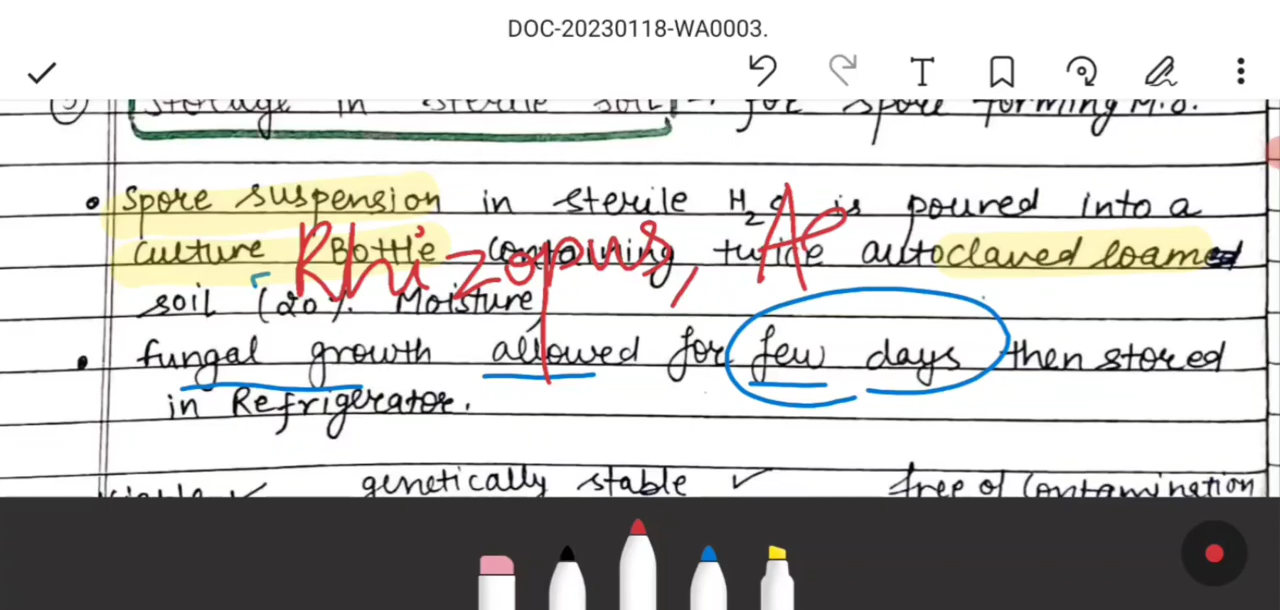 DOC-20230118-WA0003.
T
Storage in sterile soil → for spore forming M.O.
• Spore suspension in sterile H2O is poured into a
culture Bottle containing twice autoclaved loamed
Rhizopus, Ae
soil (20% Moisture
• fungal growth allowed for few days then stored
in Refrigerator.
genetically stable ✓ free of Contamination